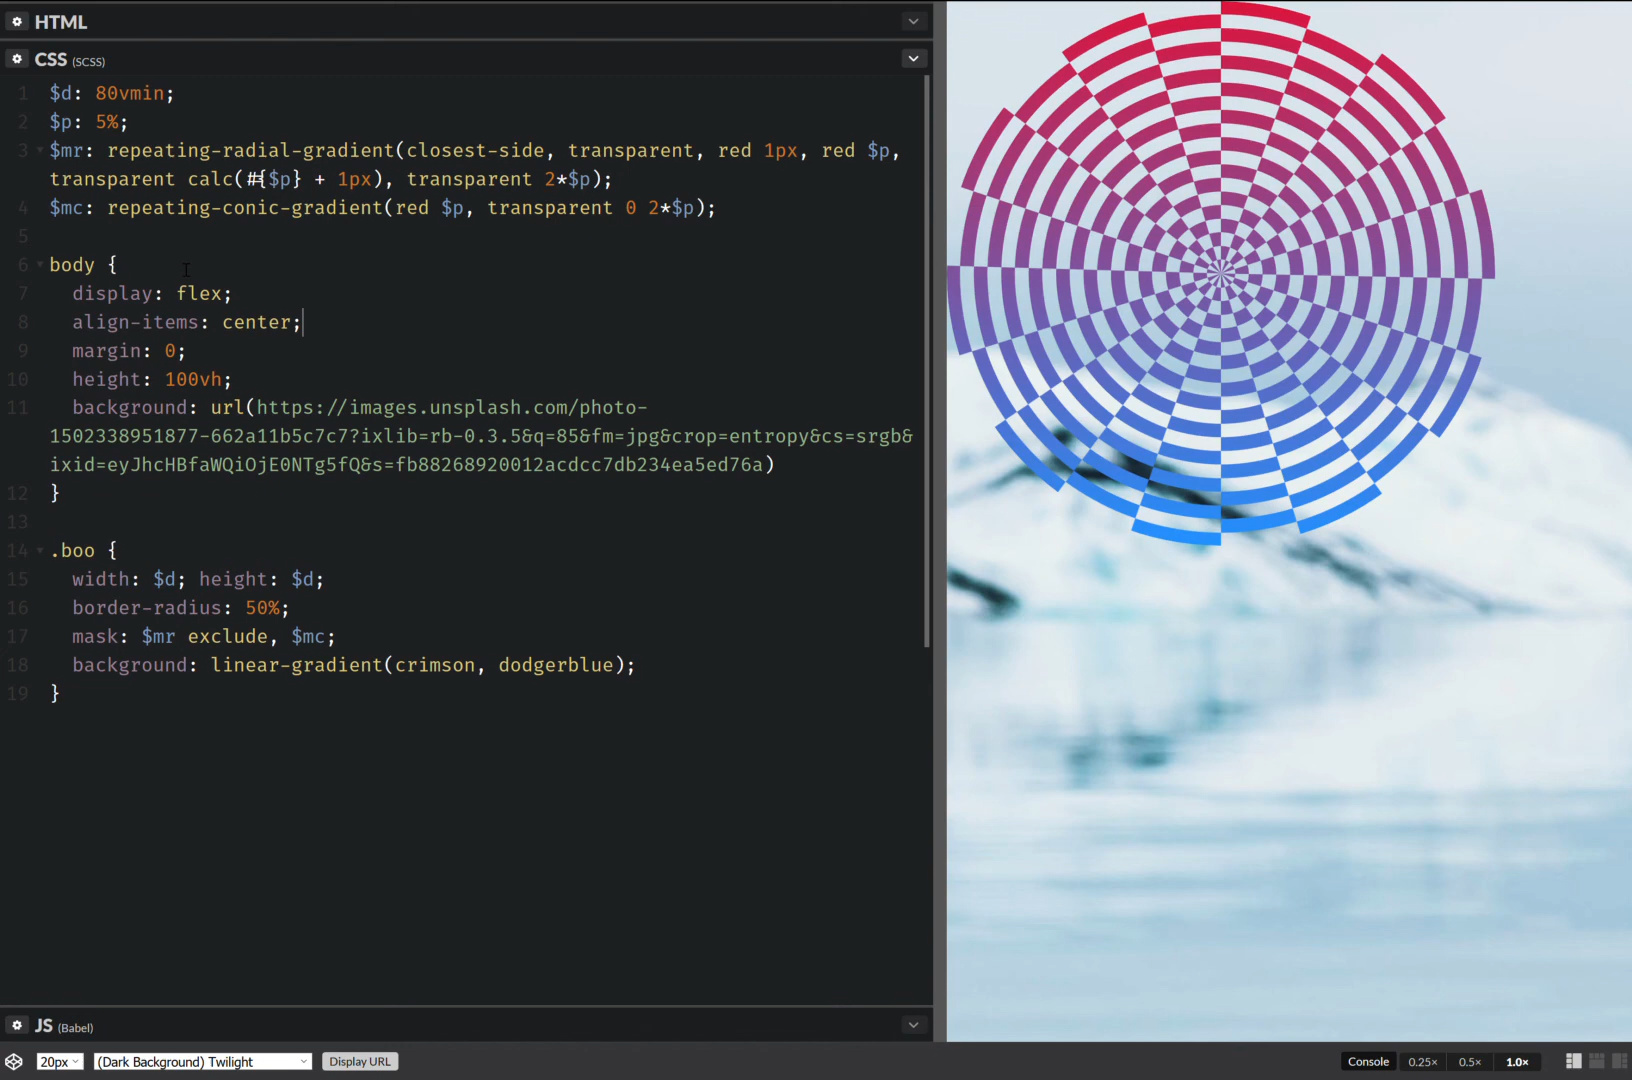 HTML
CSS (SCSS)
1 $d: 80vmin;
2 $p: 5%;
3 $mr: repeating-radial-gradient(closest-side, transparent, red 1px, red $p,
transparent calc(#{$p} + 1px), transparent 2*$p);
4 $mc: repeating-conic-gradient(red $p, transparent 0 2*$p);
5
6 body {
7 display: flex;
8 align-items: center;
9 margin: 0;
10 height: 100vh;
11 background: url(https://images.unsplash.com/photo-
1502338951877-662a11b5c7c7?ixlib=rb-0.3.5&q=85&fm=jpg&crop=entropy&cs=srgb&
ixid=eyJhcHBfaWQiOjE0NTg5fQ&s=fb88268920012acdcc7db234ea5ed76a)
12 }
13
14 .boo {
15 width: $d; height: $d;
16 border-radius: 50%;
17 mask: $mr exclude, $mc;
18 background: linear-gradient(crimson, dodgerblue);
19 }
JS (Babel)
20px (Dark Background) Twilight Display URL Console 0.25× 0.5× 1.0×